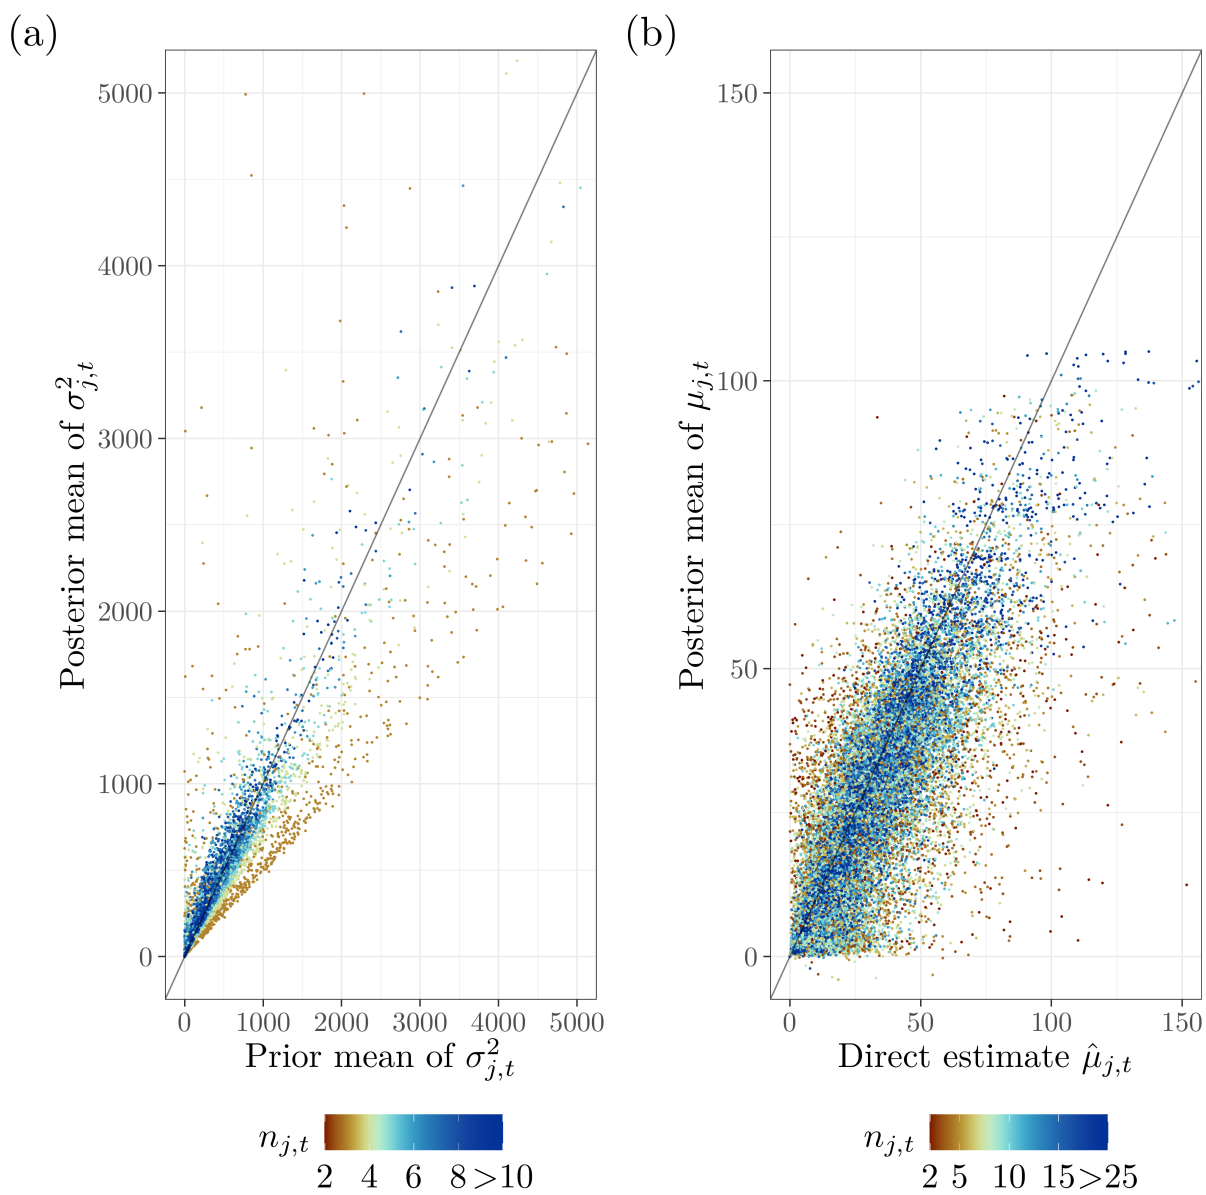 (a)
Posterior mean of σ²_{j,t}
5000
4000
3000
2000
1000
0
0 1000 2000 3000 4000 5000
Prior mean of σ²_{j,t}
n_{j,t}
2 4 6 8 >10
(b)
Posterior mean of μ_{j,t}
150
100
50
0
0 50 100 150
Direct estimate μ̂_{j,t}
n_{j,t}
2 5 10 15 >25